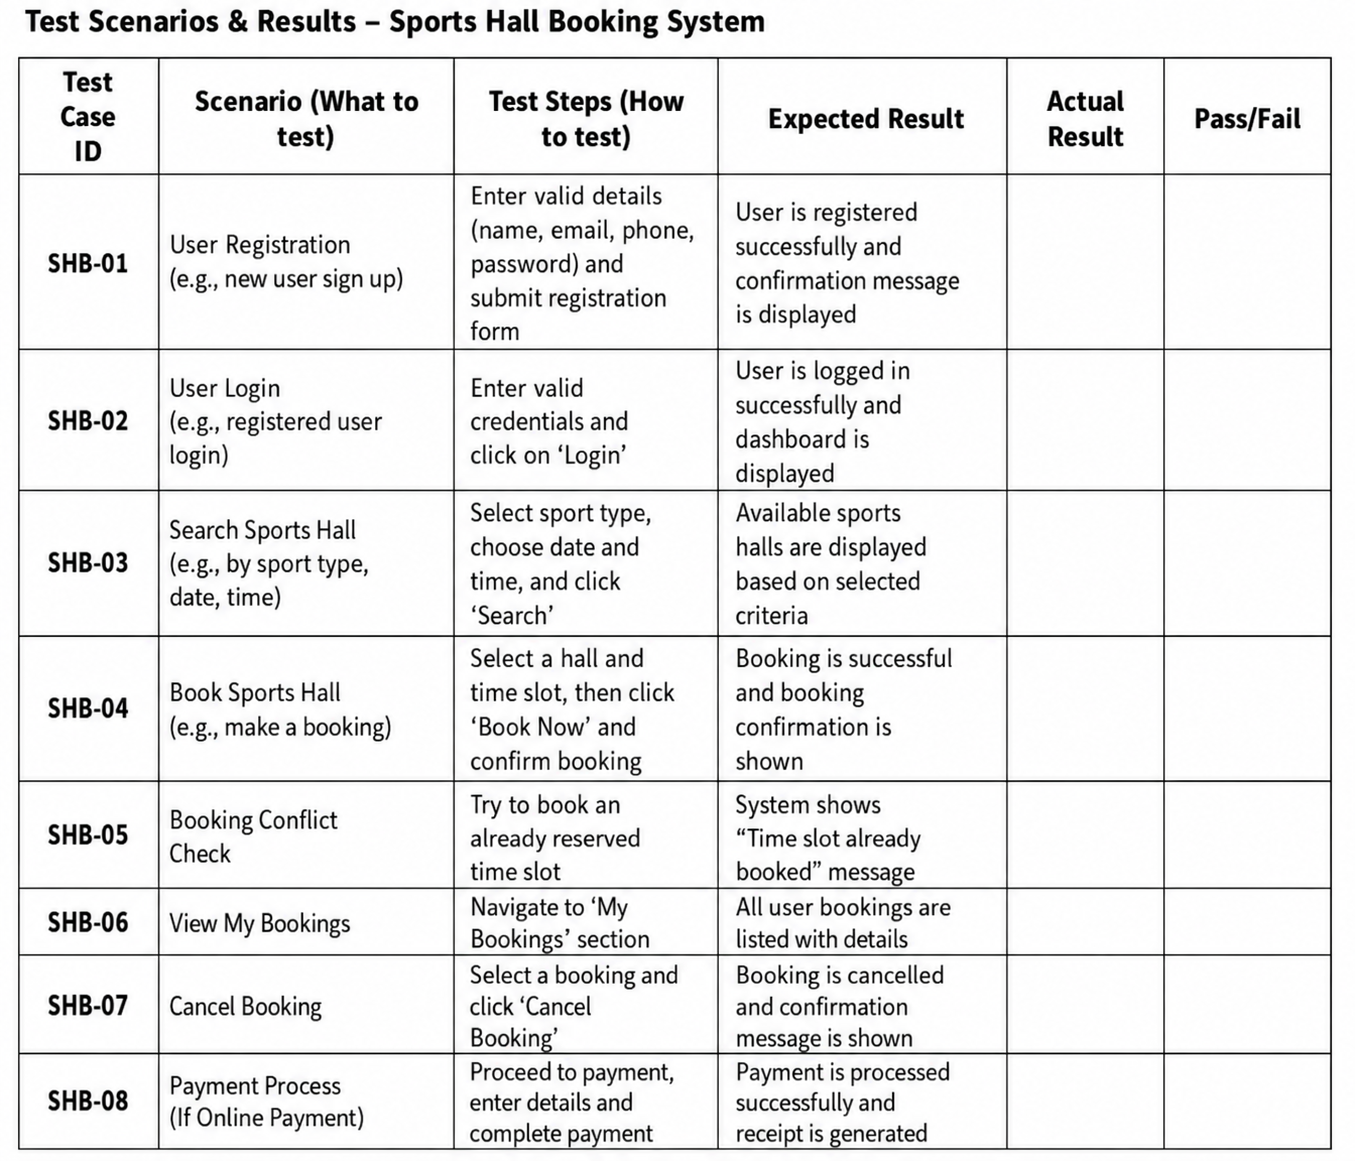 Test Scenarios & Results – Sports Hall Booking System
Test
Case
ID
Scenario (What to
test)
Test Steps (How
to test)
Expected Result
Actual
Result
Pass/Fail
SHB-01
User Registration
(e.g., new user sign up)
Enter valid details
(name, email, phone,
password) and
submit registration
form
User is registered
successfully and
confirmation message
is displayed
SHB-02
User Login
(e.g., registered user
login)
Enter valid
credentials and
click on ‘Login’
User is logged in
successfully and
dashboard is
displayed
SHB-03
Search Sports Hall
(e.g., by sport type,
date, time)
Select sport type,
choose date and
time, and click
‘Search’
Available sports
halls are displayed
based on selected
criteria
SHB-04
Book Sports Hall
(e.g., make a booking)
Select a hall and
time slot, then click
‘Book Now’ and
confirm booking
Booking is successful
and booking
confirmation is
shown
SHB-05
Booking Conflict
Check
Try to book an
already reserved
time slot
System shows
“Time slot already
booked” message
SHB-06
View My Bookings
Navigate to ‘My
Bookings’ section
All user bookings are
listed with details
SHB-07
Cancel Booking
Select a booking and
click ‘Cancel
Booking’
Booking is cancelled
and confirmation
message is shown
SHB-08
Payment Process
(If Online Payment)
Proceed to payment,
enter details and
complete payment
Payment is processed
successfully and
receipt is generated